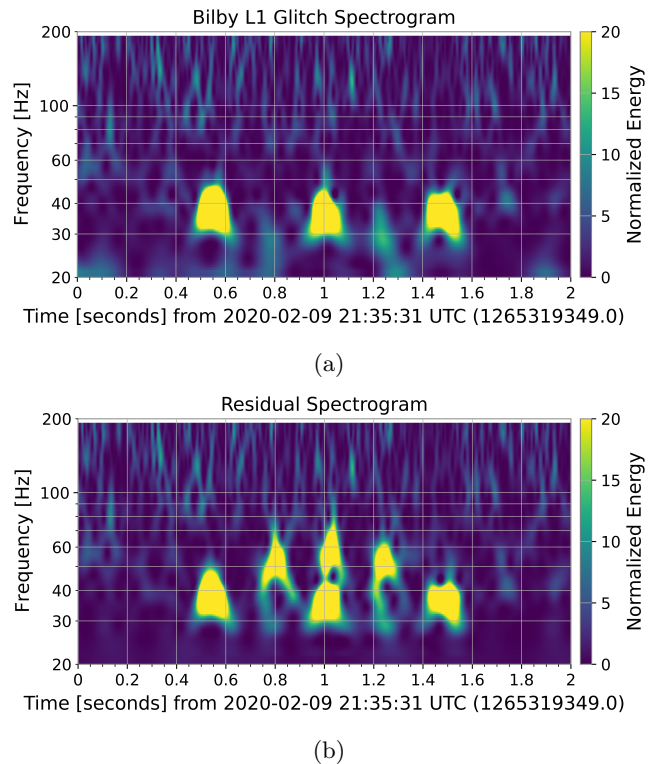 Bilby L1 Glitch Spectrogram
200
100
60
40
30
20
Frequency [Hz]
0 0.2 0.4 0.6 0.8 1 1.2 1.4 1.6 1.8 2
Time [seconds] from 2020-02-09 21:35:31 UTC (1265319349.0)
20
15
10
5
0
Normalized Energy
(a)
Residual Spectrogram
200
100
60
40
30
20
Frequency [Hz]
0 0.2 0.4 0.6 0.8 1 1.2 1.4 1.6 1.8 2
Time [seconds] from 2020-02-09 21:35:31 UTC (1265319349.0)
20
15
10
5
0
Normalized Energy
(b)